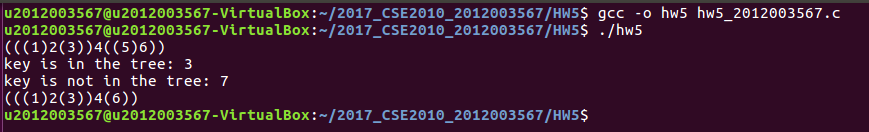 u2012003567@u2012003567-VirtualBox:~/2017_CSE2010_2012003567/HW5$ gcc -o hw5 hw5_2012003567.c
u2012003567@u2012003567-VirtualBox:~/2017_CSE2010_2012003567/HW5$ ./hw5
(((1)2(3))4((5)6))
key is in the tree: 3
key is not in the tree: 7
(((1)2(3))4(6))
u2012003567@u2012003567-VirtualBox:~/2017_CSE2010_2012003567/HW5$